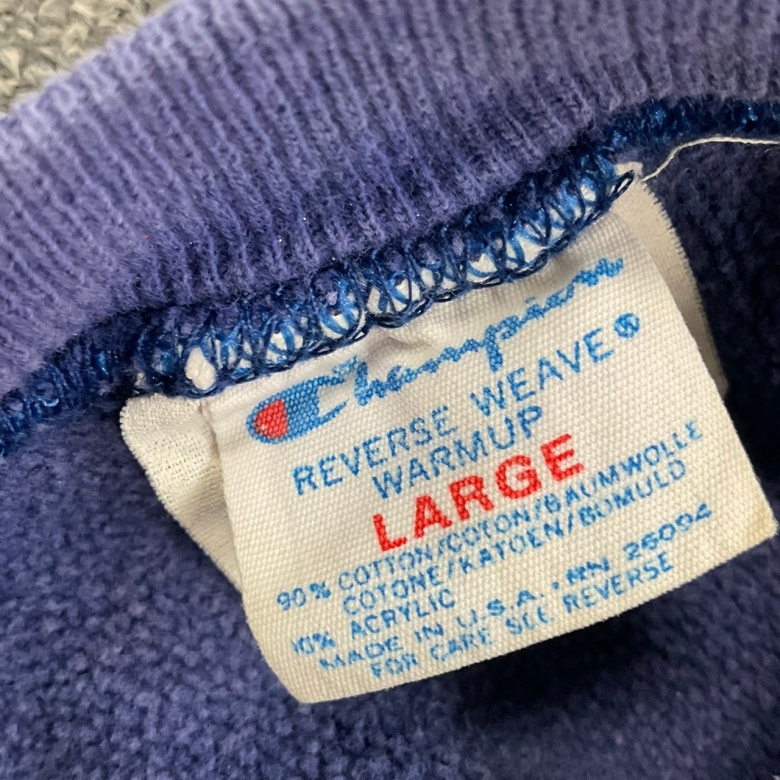 Champion
REVERSE WEAVE®
WARMUP
LARGE
90% COTTON/COTON/BAUMWOLLE
COTONE/KATOEN/BOMULD
10% ACRYLIC
MADE IN U.S.A. • RN 26094
FOR CARE SEE REVERSE